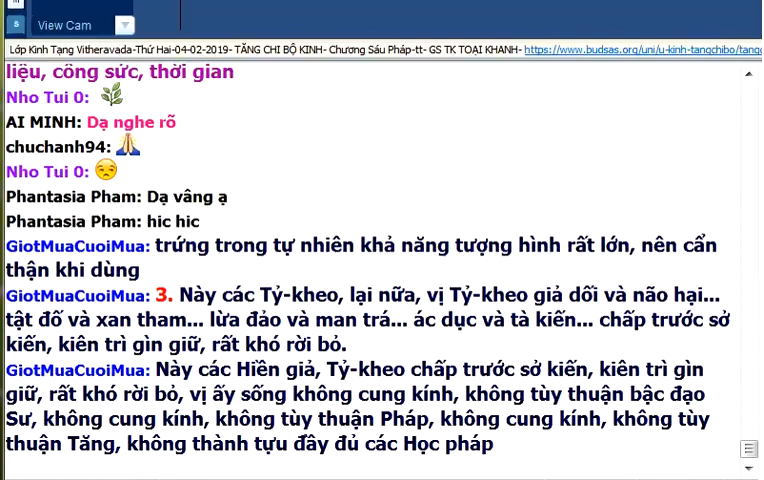 View Cam
Lớp Kinh Tạng Vitheravada-Thứ Hai-04-02-2019- TĂNG CHI BỘ KINH- Chương Sáu Pháp-tt- GS TK TOẠI KHANH- https://www.budsas.org/uni/u-kinh-tangchibo/tang
liệu, công sức, thời gian
Nho Tui 0:
AI MINH: Dạ nghe rõ
chuchanh94:
Nho Tui 0:
Phantasia Pham: Dạ vâng ạ
Phantasia Pham: hic hic
GiotMuaCuoiMua: trứng trong tự nhiên khả năng tượng hình rất lớn, nên cẩn
thận khi dùng
GiotMuaCuoiMua: 3. Này các Tỷ-kheo, lại nữa, vị Tỷ-kheo giả dối và não hại...
tật đố và xan tham... lừa đảo và man trá... ác dục và tà kiến... chấp trước sở
kiến, kiên trì gìn giữ, rất khó rời bỏ.
GiotMuaCuoiMua: Này các Hiền giả, Tỷ-kheo chấp trước sở kiến, kiên trì gìn
giữ, rất khó rời bỏ, vị ấy sống không cung kính, không tùy thuận bậc đạo
Sư, không cung kính, không tùy thuận Pháp, không cung kính, không tùy
thuận Tăng, không thành tựu đầy đủ các Học pháp